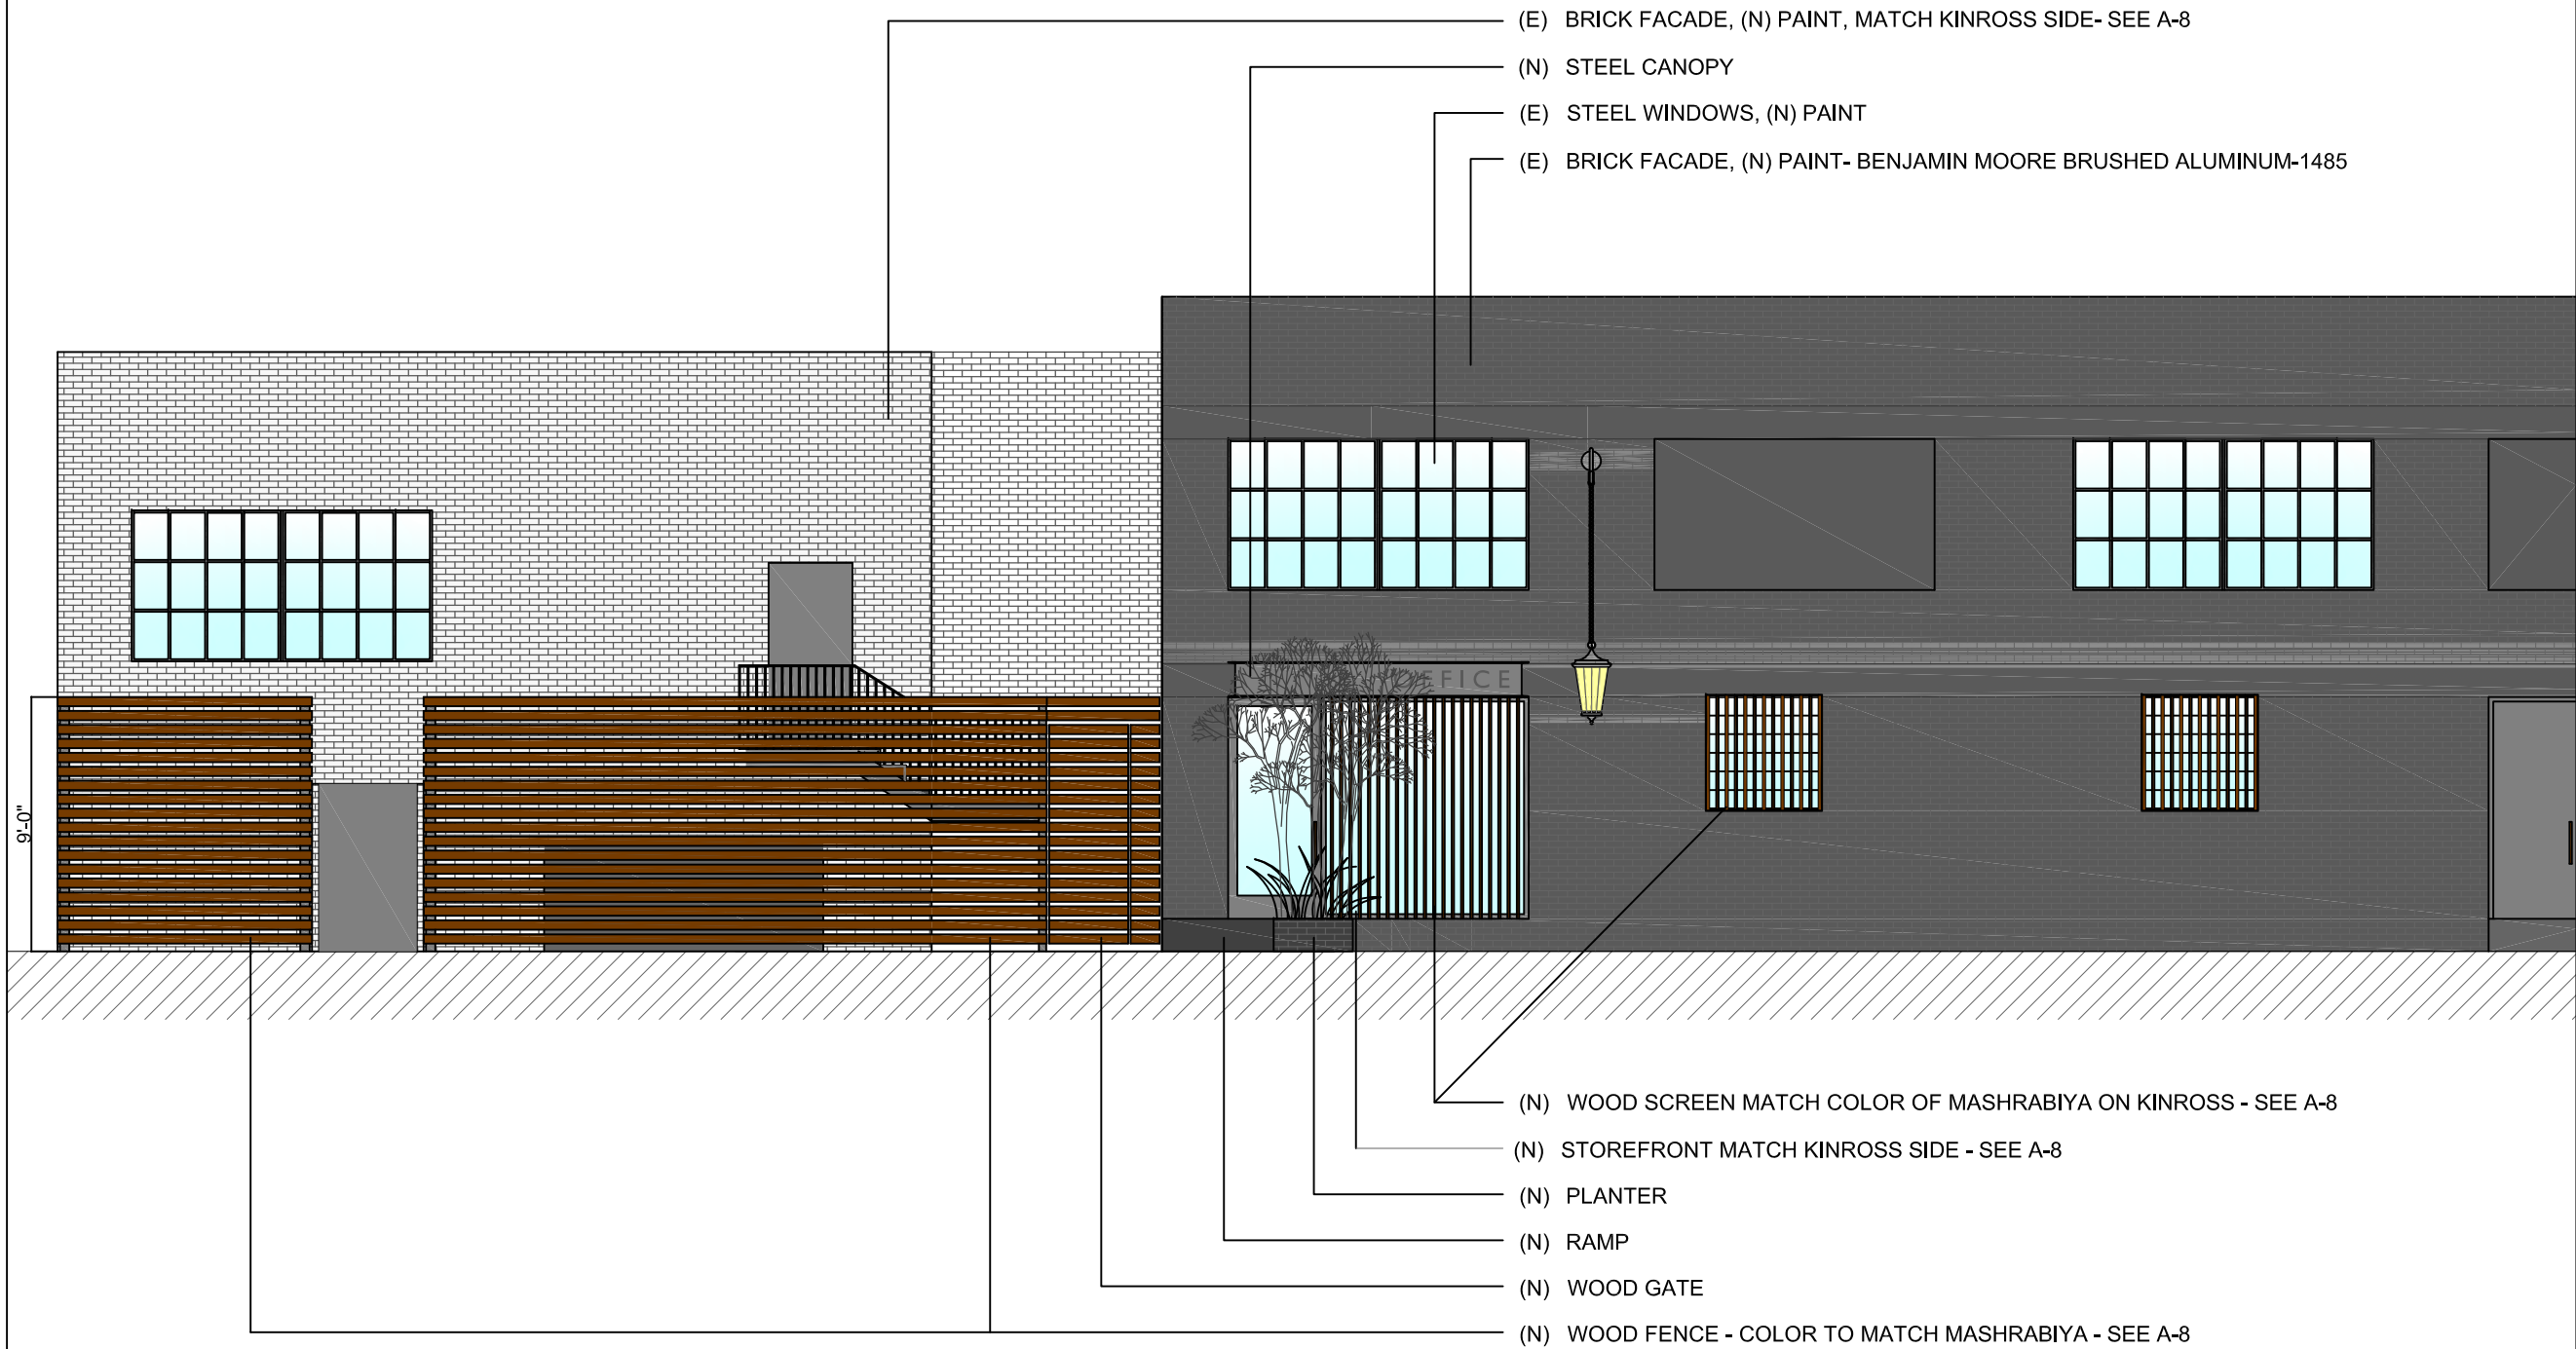 (E) BRICK FACADE, (N) PAINT, MATCH KINROSS SIDE- SEE A-8
(N) STEEL CANOPY
(E) STEEL WINDOWS, (N) PAINT
(E) BRICK FACADE, (N) PAINT- BENJAMIN MOORE BRUSHED ALUMINUM-1485
9'-0"
(N) WOOD SCREEN MATCH COLOR OF MASHRABIYA ON KINROSS - SEE A-8
(N) STOREFRONT MATCH KINROSS SIDE - SEE A-8
(N) PLANTER
(N) RAMP
(N) WOOD GATE
(N) WOOD FENCE - COLOR TO MATCH MASHRABIYA - SEE A-8